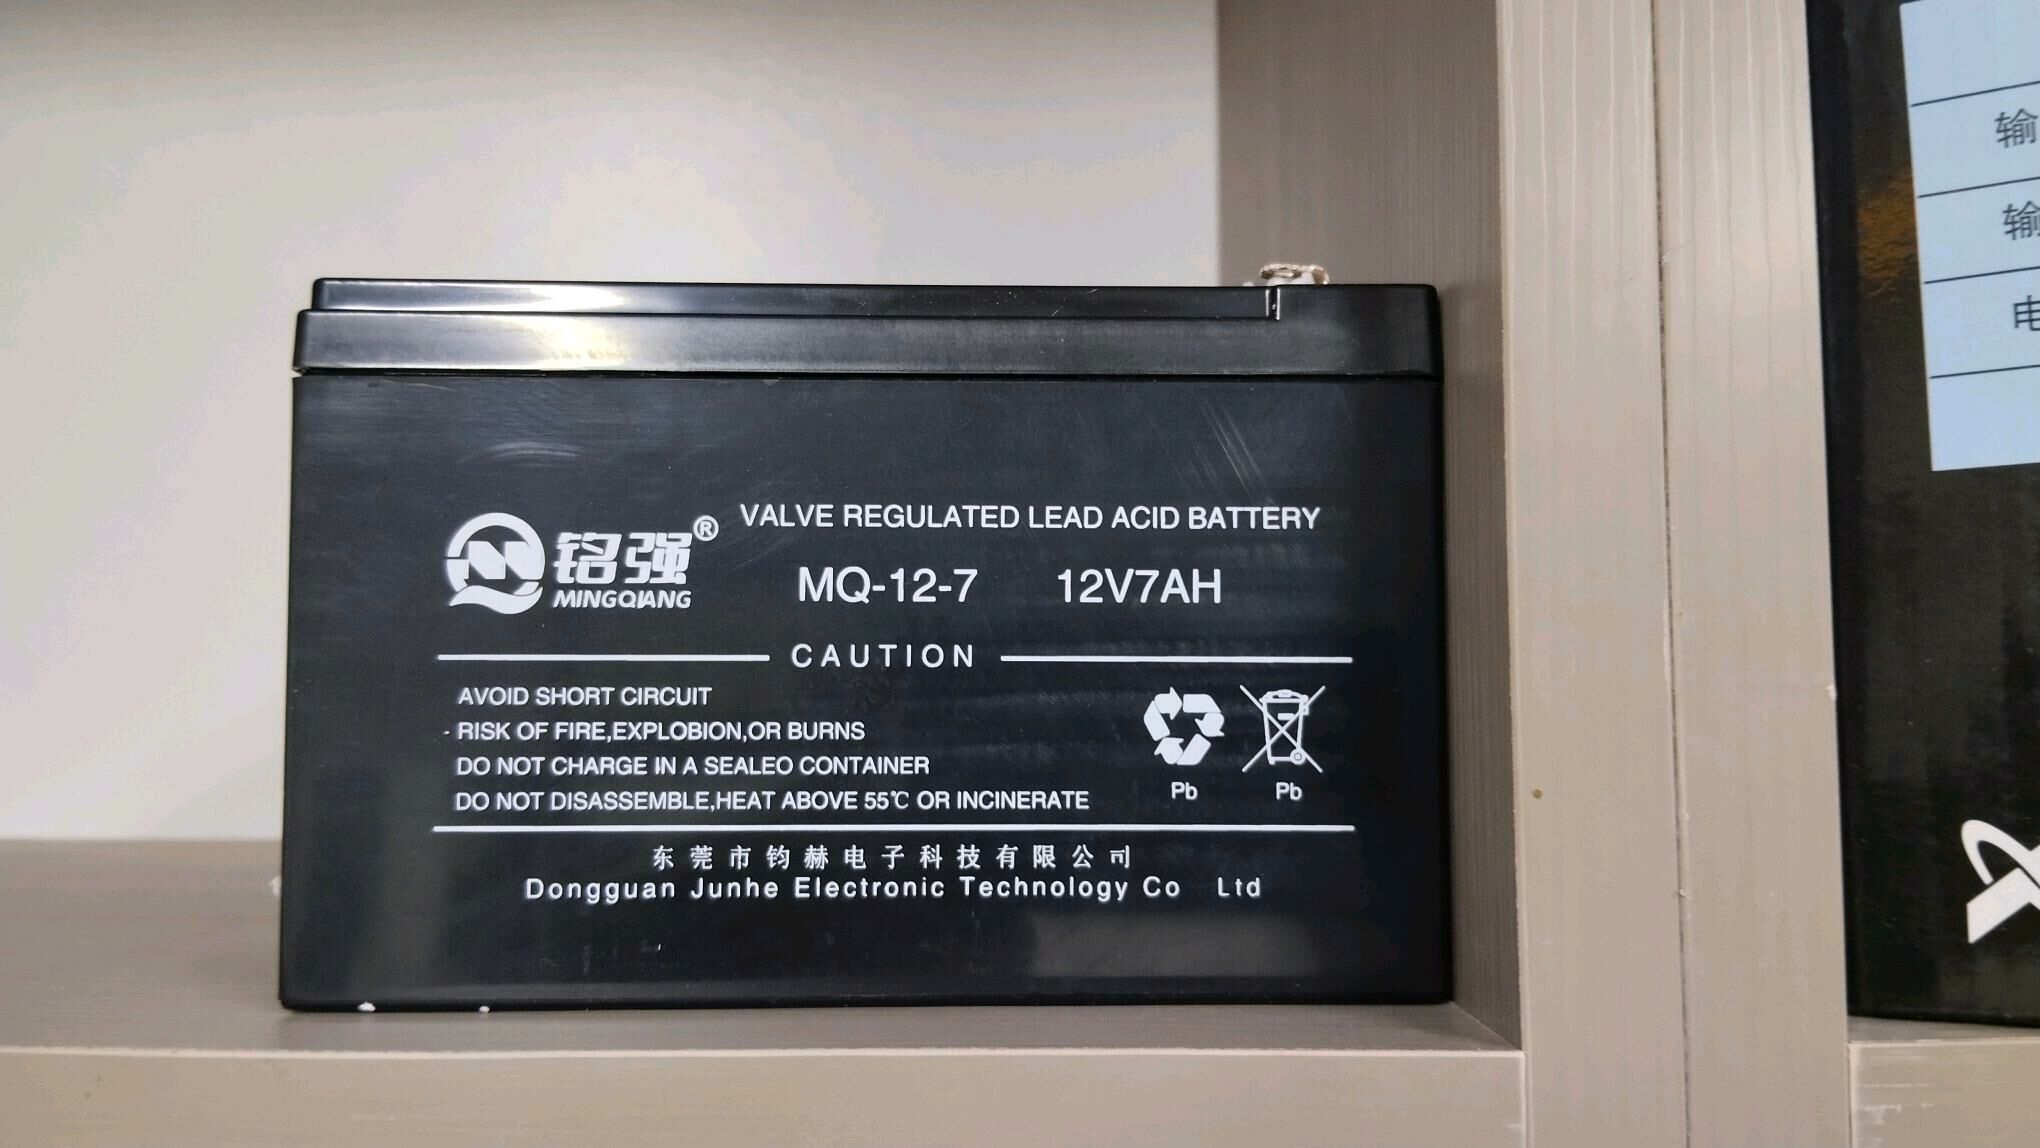 铭强®
MINGQIANG
VALVE REGULATED LEAD ACID BATTERY
MQ-12-7 12V7AH
CAUTION
AVOID SHORT CIRCUIT
RISK OF FIRE,EXPLOBION,OR BURNS
DO NOT CHARGE IN A SEALEO CONTAINER
DO NOT DISASSEMBLE,HEAT ABOVE 55℃ OR INCINERATE
Pb Pb
东莞市钧赫电子科技有限公司
Dongguan Junhe Electronic Technology Co Ltd
输
输
电